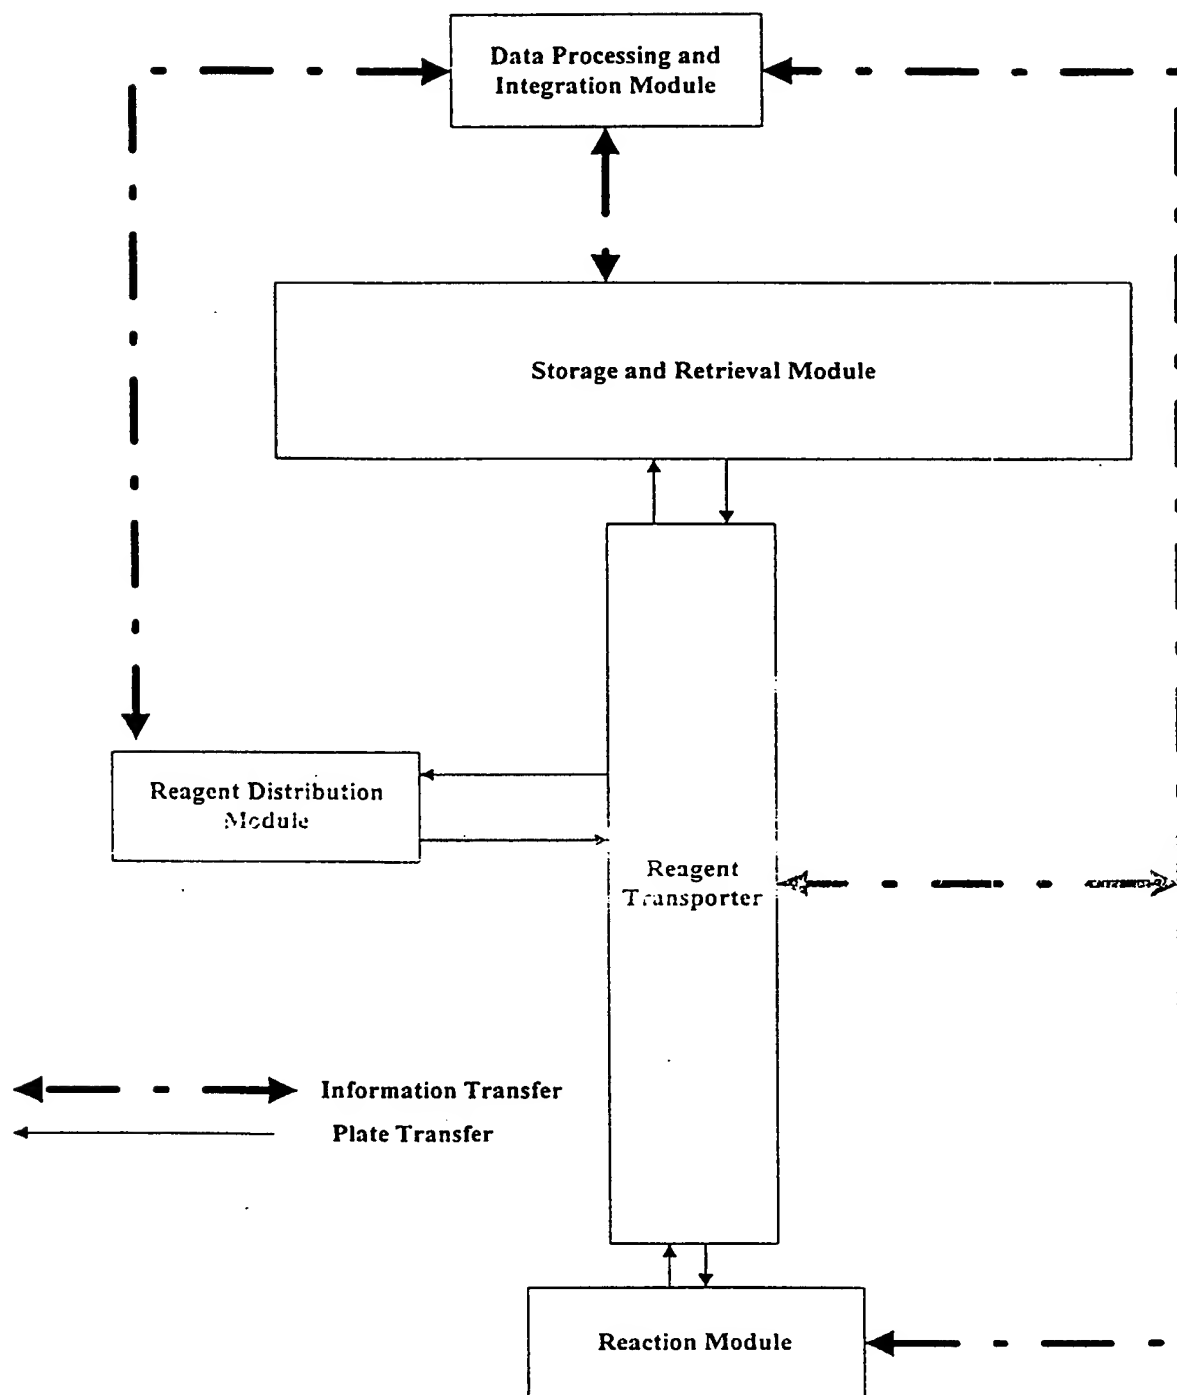 Data Processing and
Integration Module
Storage and Retrieval Module
Reagent Distribution
Module
Reagent
Transporter
Information Transfer
Plate Transfer
Reaction Module